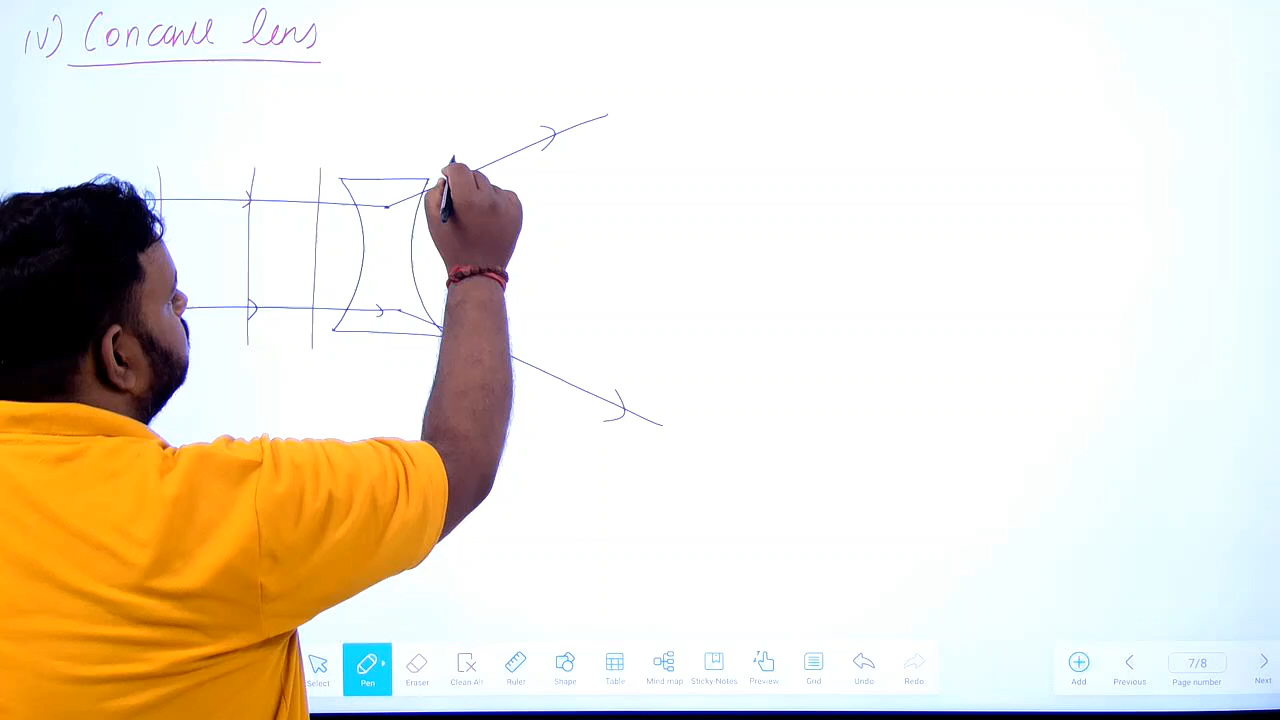 IV) Concave lens
Select Pen Eraser Clean All Ruler Shape Table Mind map Sticky-Notes Preview Grid Undo Redo Add Previous 7/8 Page number Next